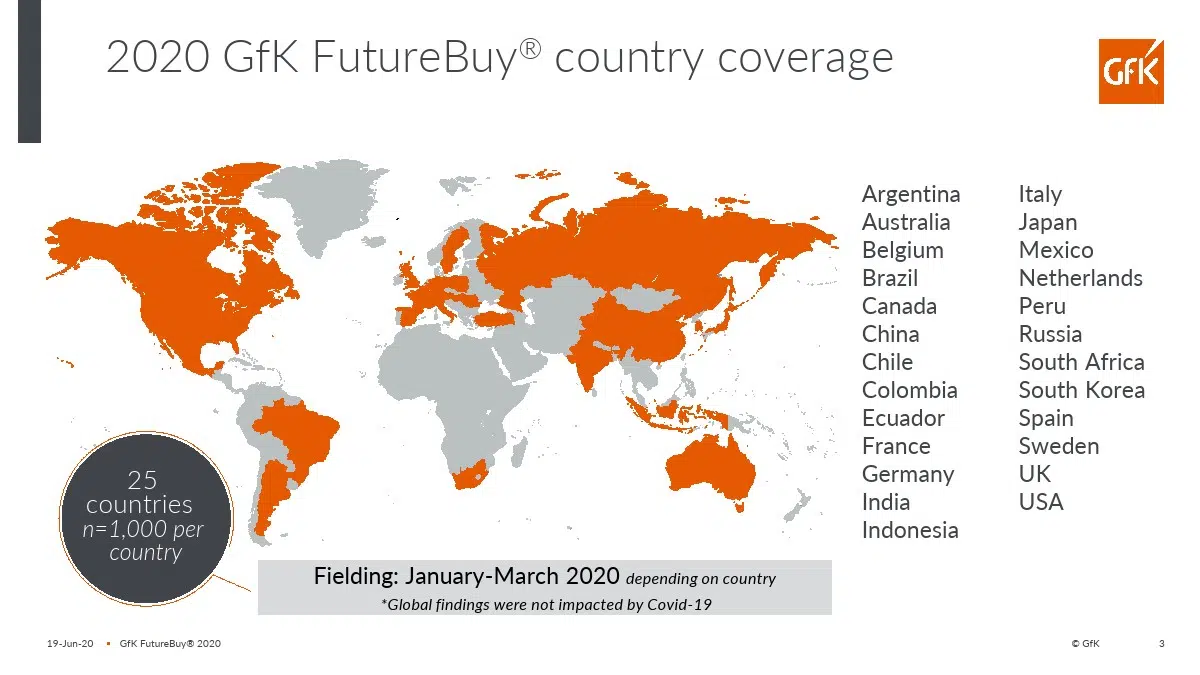 2020 GfK FutureBuy® country coverage
GfK
Argentina
Australia
Belgium
Brazil
Canada
China
Chile
Colombia
Ecuador
France
Germany
India
Indonesia
Italy
Japan
Mexico
Netherlands
Peru
Russia
South Africa
South Korea
Spain
Sweden
UK
USA
25
countries
n=1,000 per
country
Fielding: January-March 2020 depending on country
*Global findings were not impacted by Covid-19
19-Jun-20 • GfK FutureBuy® 2020
© GfK
3